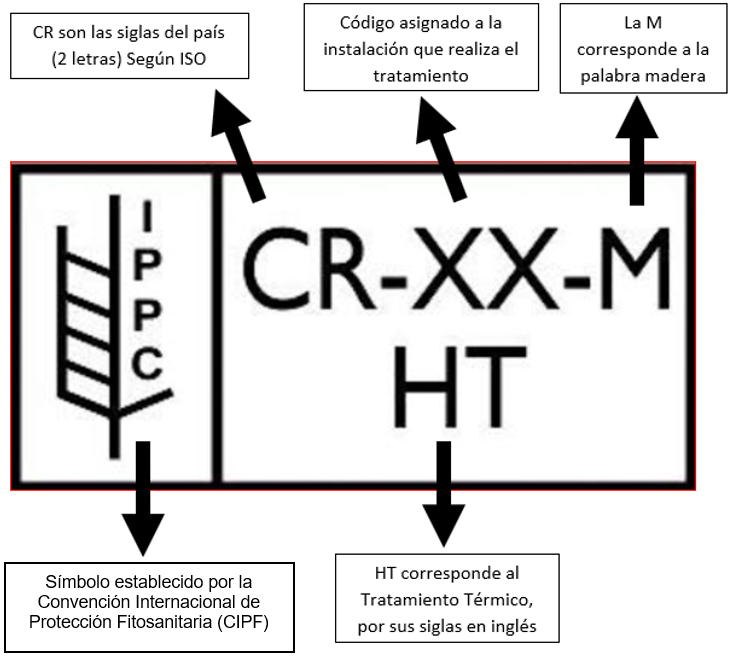 CR son las siglas del país
(2 letras) Según ISO
Código asignado a la
instalación que realiza el
tratamiento
La M
corresponde a la
palabra madera
I
P
P
C
CR-XX-M
HT
Símbolo establecido por la
Convención Internacional de
Protección Fitosanitaria (CIPF)
HT corresponde al
Tratamiento Térmico,
por sus siglas en inglés